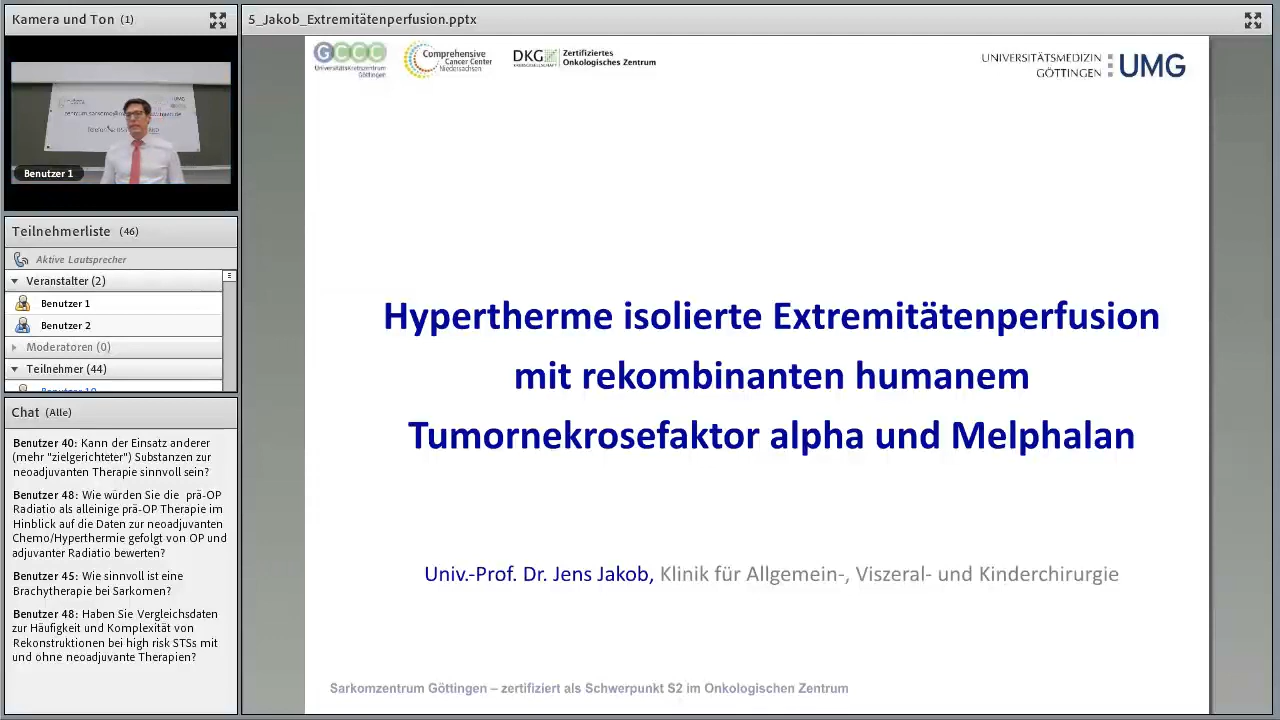 Kamera und Ton (1)
Benutzer 1
Teilnehmerliste (46)
Aktive Lautsprecher
Veranstalter (2)
Benutzer 1
Benutzer 2
Moderatoren (0)
Teilnehmer (44)
Chat (Alle)
Benutzer 40: Kann der Einsatz anderer
(mehr "zielgerichteter") Substanzen zur
neoadjuvanten Therapie sinnvoll sein?
Benutzer 48: Wie würden Sie die prä-OP
Radiatio als alleinige prä-OP Therapie im
Hinblick auf die Daten zur neoadjuvanten
Chemo/Hyperthermie gefolgt von OP und
adjuvanter Radiatio bewerten?
Benutzer 45: Wie sinnvoll ist eine
Brachytherapie bei Sarkomen?
Benutzer 48: Haben Sie Vergleichsdaten
zur Häufigkeit und Komplexität von
Rekonstruktionen bei high risk STSs mit
und ohne neoadjuvante Therapien?
5_Jakob_Extremitätenperfusion.pptx
GCCC
Universitätskrebszentrum
Göttingen
Comprehensive
Cancer Center
Niedersachsen
DKG
KREBSGESELLSCHAFT
Zertifiziertes
Onkologisches Zentrum
UNIVERSITÄTSMEDIZIN
GÖTTINGEN
UMG
Hypertherme isolierte Extremitätenperfusion
mit rekombinanten humanem
Tumornekrosefaktor alpha und Melphalan
Univ.-Prof. Dr. Jens Jakob, Klinik für Allgemein-, Viszeral- und Kinderchirurgie
Sarkomzentrum Göttingen – zertifiziert als Schwerpunkt S2 im Onkologischen Zentrum